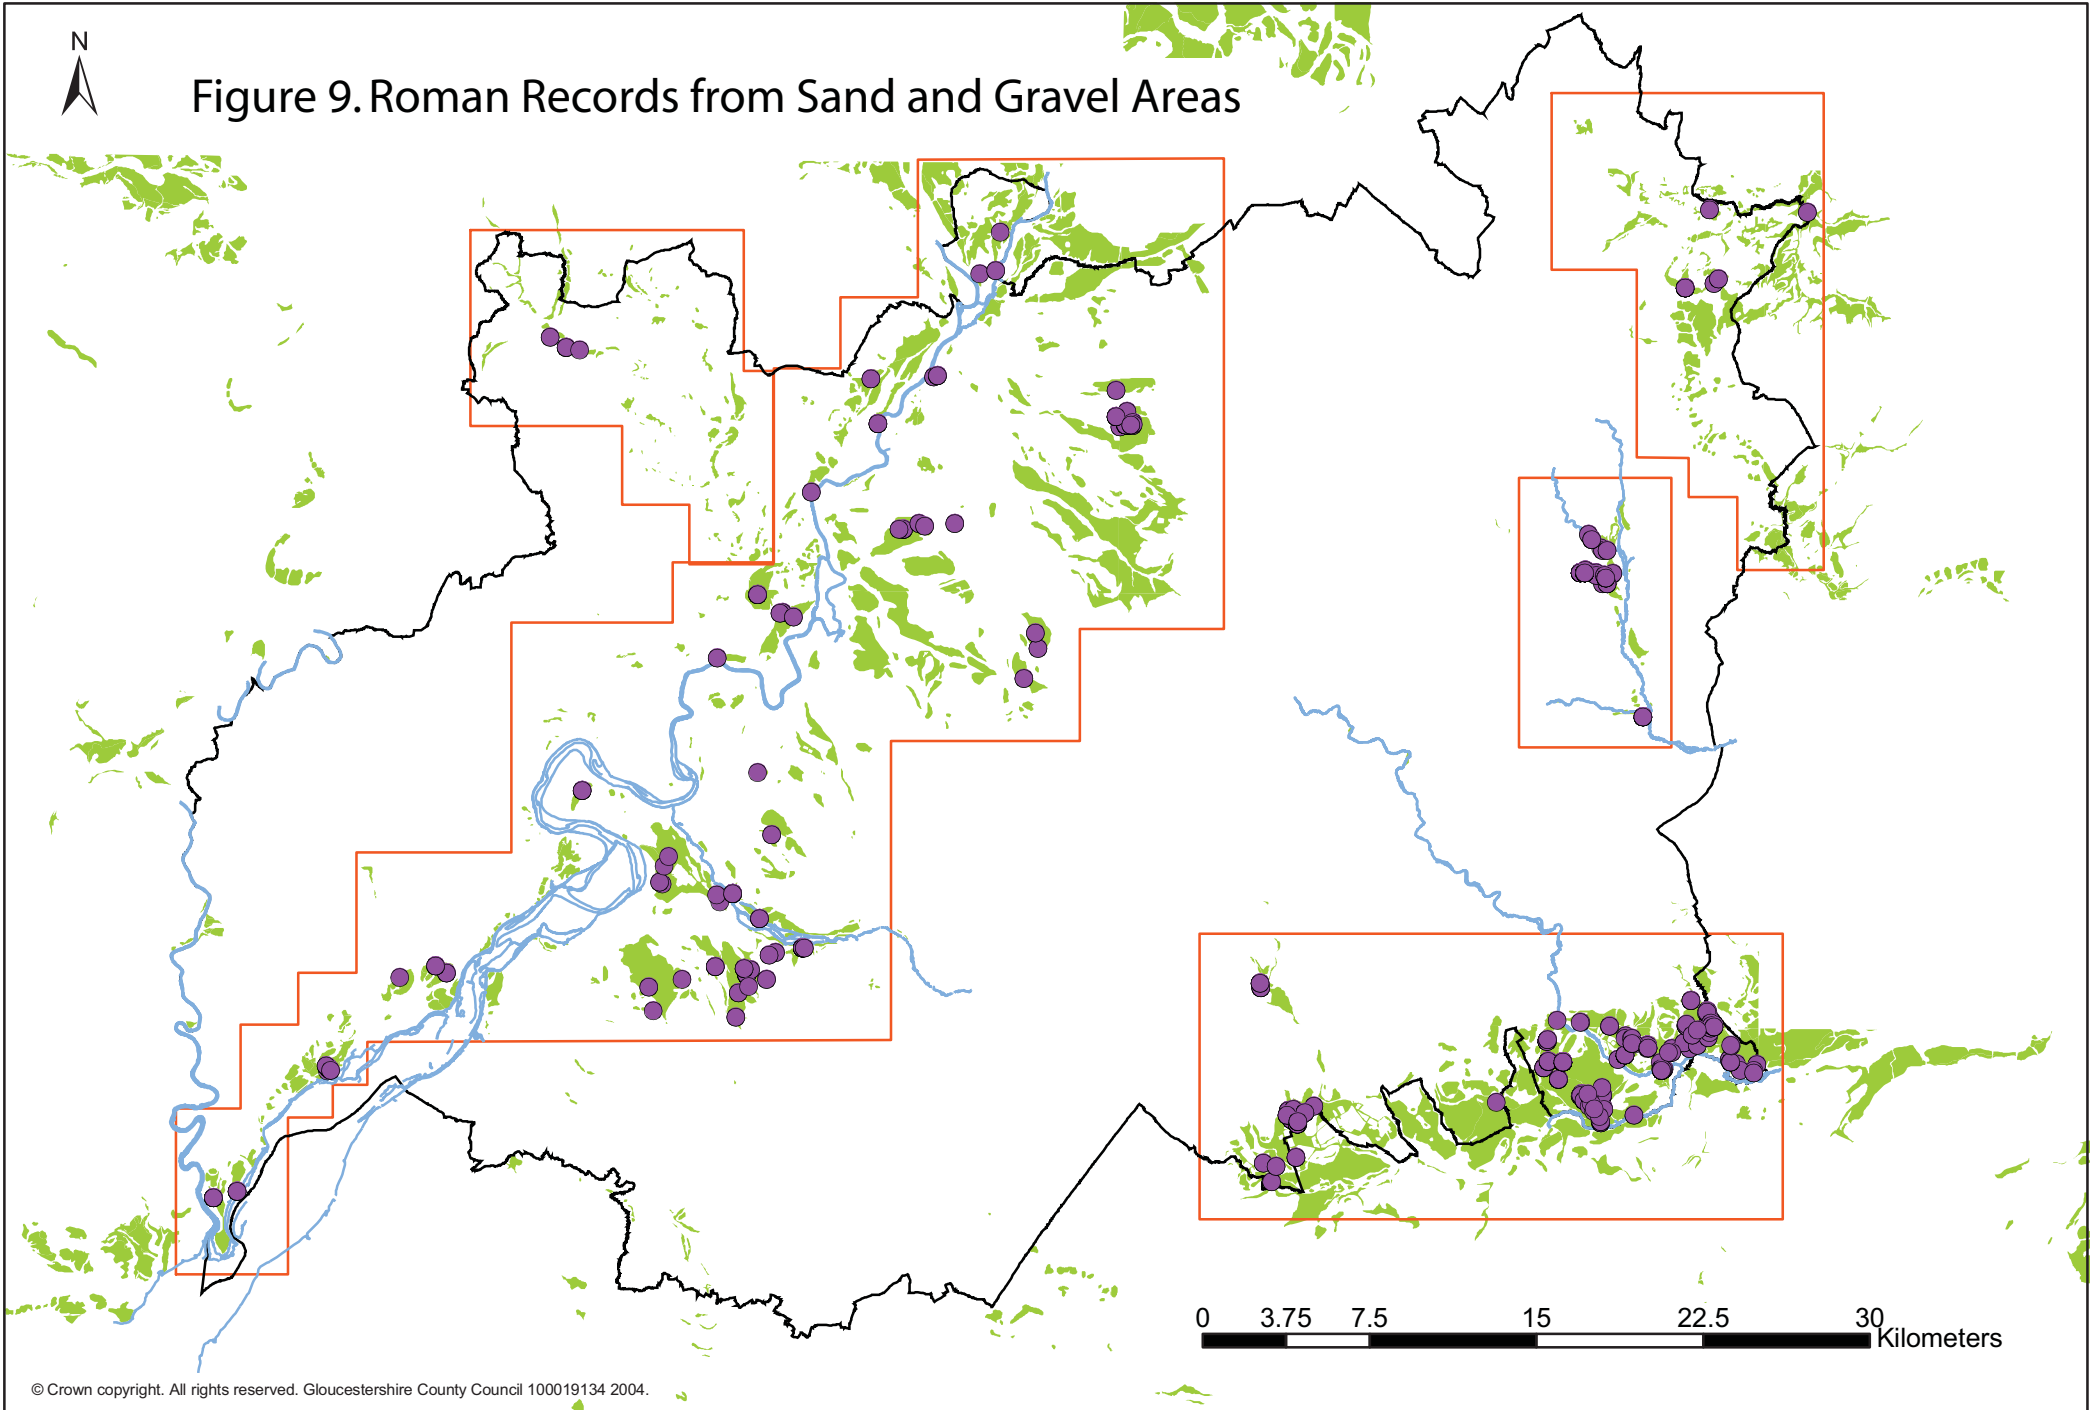 N
Figure 9. Roman Records from Sand and Gravel Areas
0 3.75 7.5 15 22.5 30
Kilometers
© Crown copyright. All rights reserved. Gloucestershire County Council 100019134 2004.